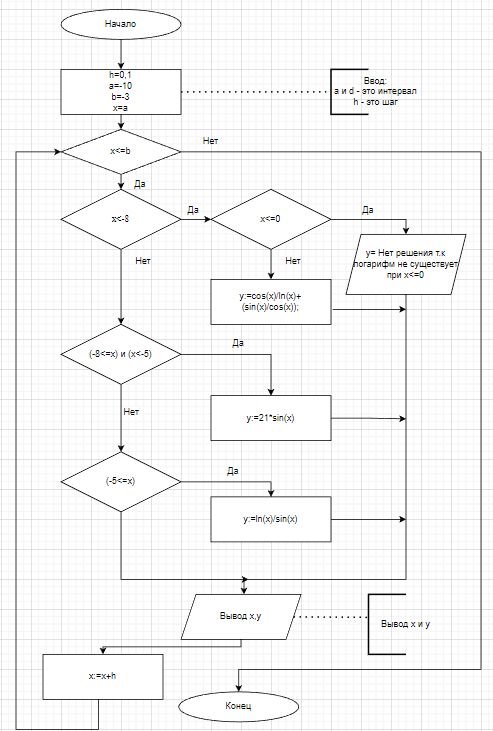 Начало
h=0,1
a=-10
b=-3
x=a
Ввод:
a и d - это интервал
h - это шаг
x<=b
Нет
Да
x<-8
Да
x<=0
Да
Нет
Нет
y= Нет решения т.к
логарифм не существует
при x<=0
y:=cos(x)/ln(x)+
(sin(x)/cos(x));
(-8<=x) и (x<-5)
Да
Нет
y:=21*sin(x)
(-5<=x)
Да
y:=ln(x)/sin(x)
Вывод x,y
Вывод x и y
x:=x+h
Конец